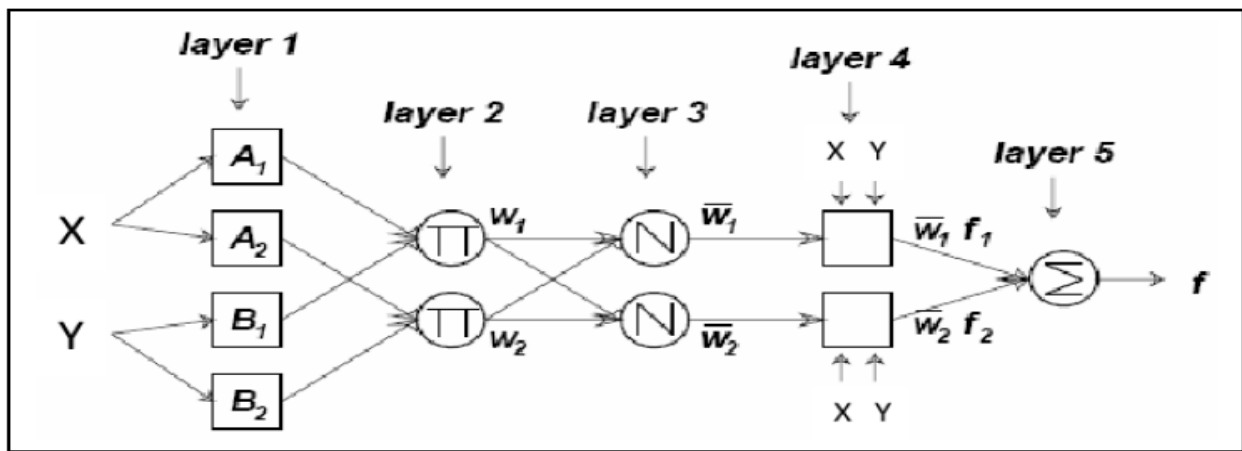 layer 1
layer 2
layer 3
layer 4
layer 5
X
Y
A₁
A₂
B₁
B₂
Π
Π
w₁
w₂
N
N
w̅₁
w̅₂
X Y
X Y
w̅₁ f₁
w̅₂ f₂
Σ
f